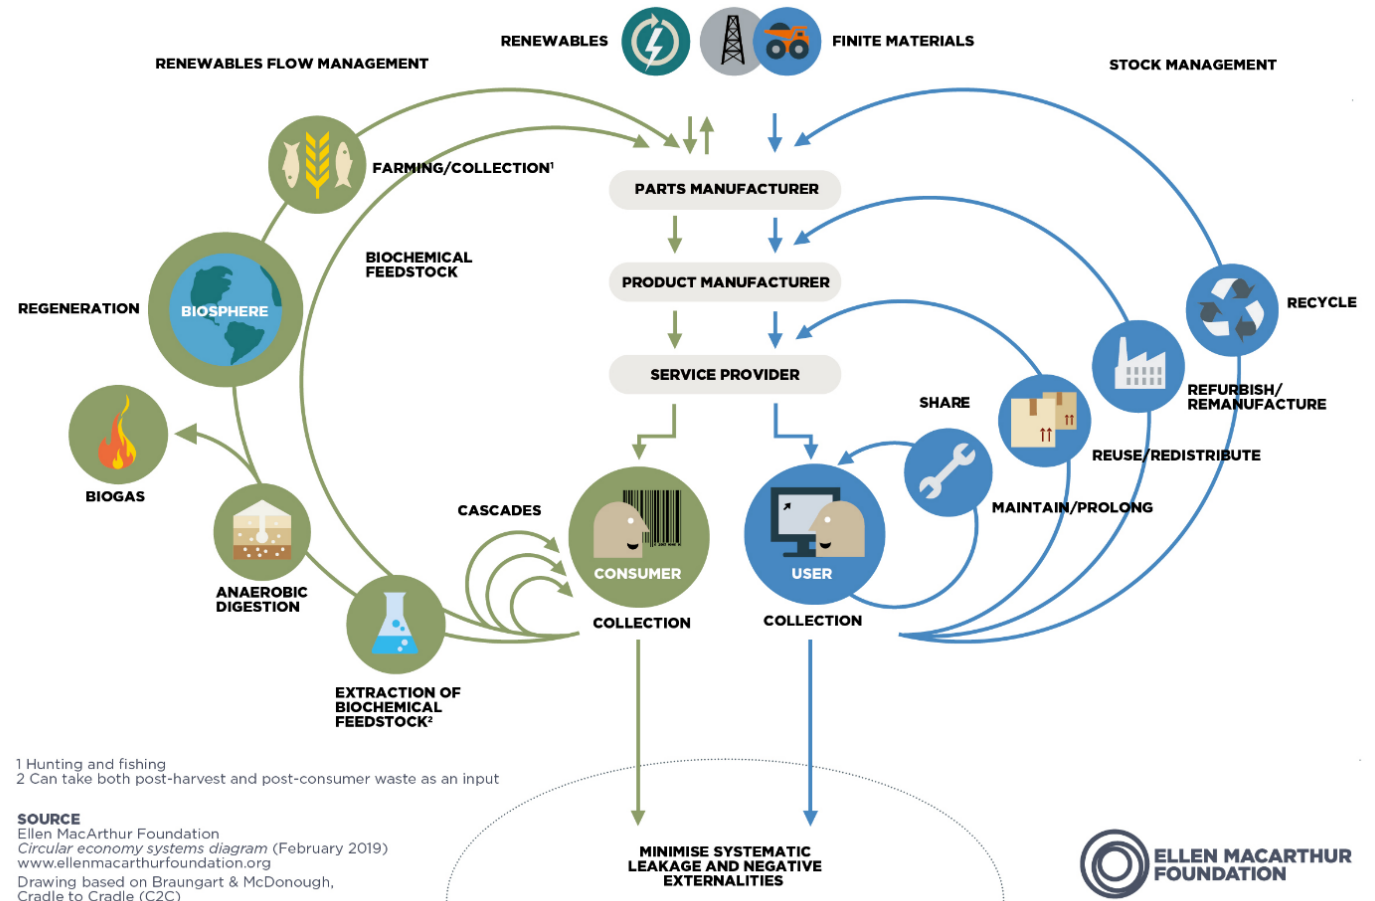 RENEWABLES
FINITE MATERIALS
RENEWABLES FLOW MANAGEMENT
STOCK MANAGEMENT
FARMING/COLLECTION¹
PARTS MANUFACTURER
BIOCHEMICAL
FEEDSTOCK
PRODUCT MANUFACTURER
REGENERATION
BIOSPHERE
RECYCLE
SERVICE PROVIDER
SHARE
REFURBISH/
REMANUFACTURE
REUSE/REDISTRIBUTE
BIOGAS
CASCADES
MAINTAIN/PROLONG
CONSUMER
USER
ANAEROBIC
DIGESTION
COLLECTION
COLLECTION
EXTRACTION OF
BIOCHEMICAL
FEEDSTOCK²
1 Hunting and fishing
2 Can take both post-harvest and post-consumer waste as an input
SOURCE
Ellen MacArthur Foundation
Circular economy systems diagram (February 2019)
www.ellenmacarthurfoundation.org
Drawing based on Braungart & McDonough,
Cradle to Cradle (C2C)
MINIMISE SYSTEMATIC
LEAKAGE AND NEGATIVE
EXTERNALITIES
ELLEN MACARTHUR
FOUNDATION